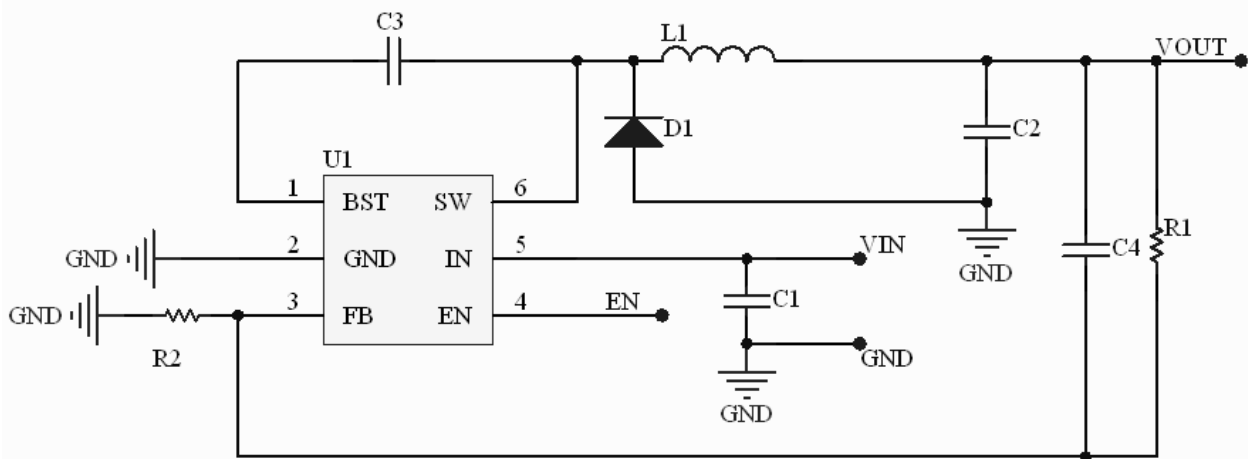 C3
L1
VOUT
D1
C2
U1
1 BST SW 6
GND 2 GND IN 5 VIN
GND
R1
C4
C1
GND 3 FB EN 4 EN
R2
GND
GND